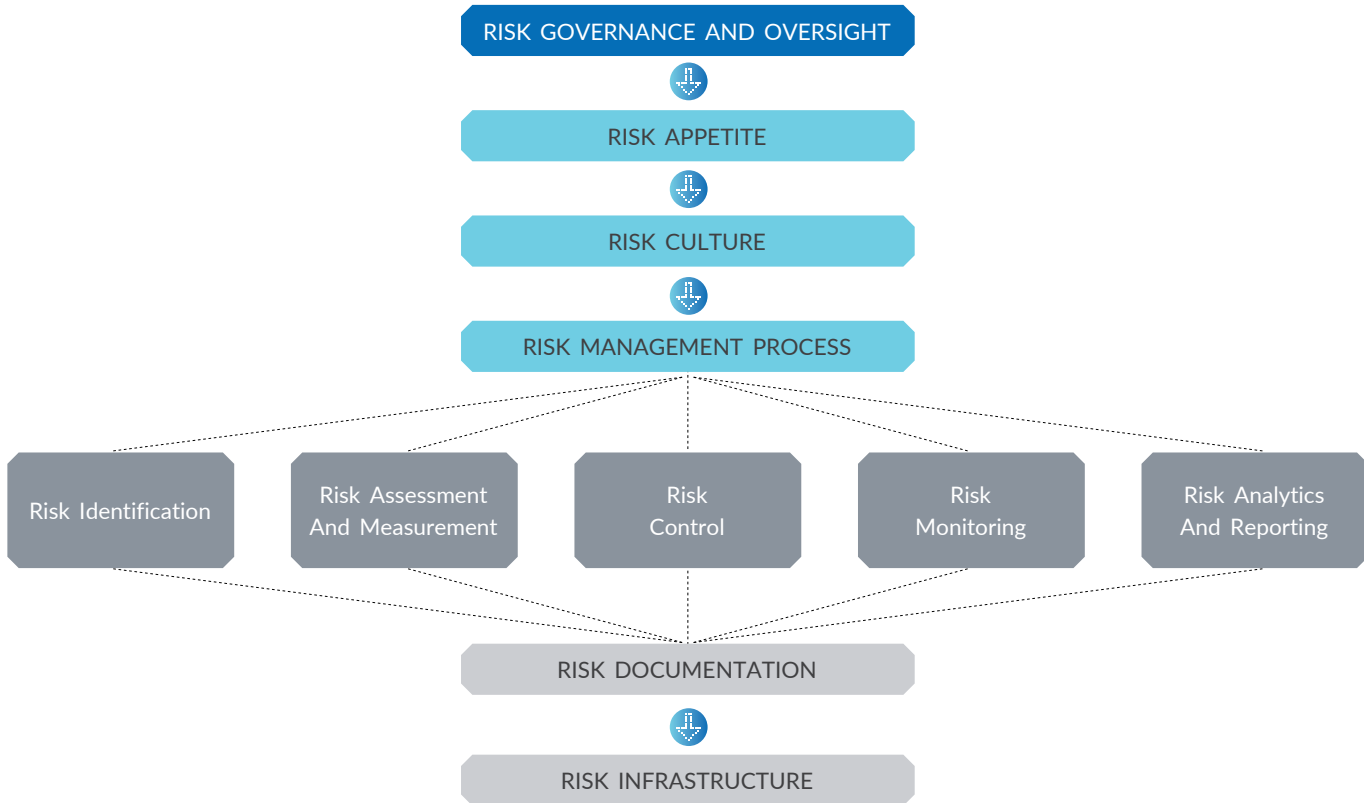 RISK GOVERNANCE AND OVERSIGHT
RISK APPETITE
RISK CULTURE
RISK MANAGEMENT PROCESS
Risk Identification
Risk Assessment
And Measurement
Risk
Control
Risk
Monitoring
Risk Analytics
And Reporting
RISK DOCUMENTATION
RISK INFRASTRUCTURE